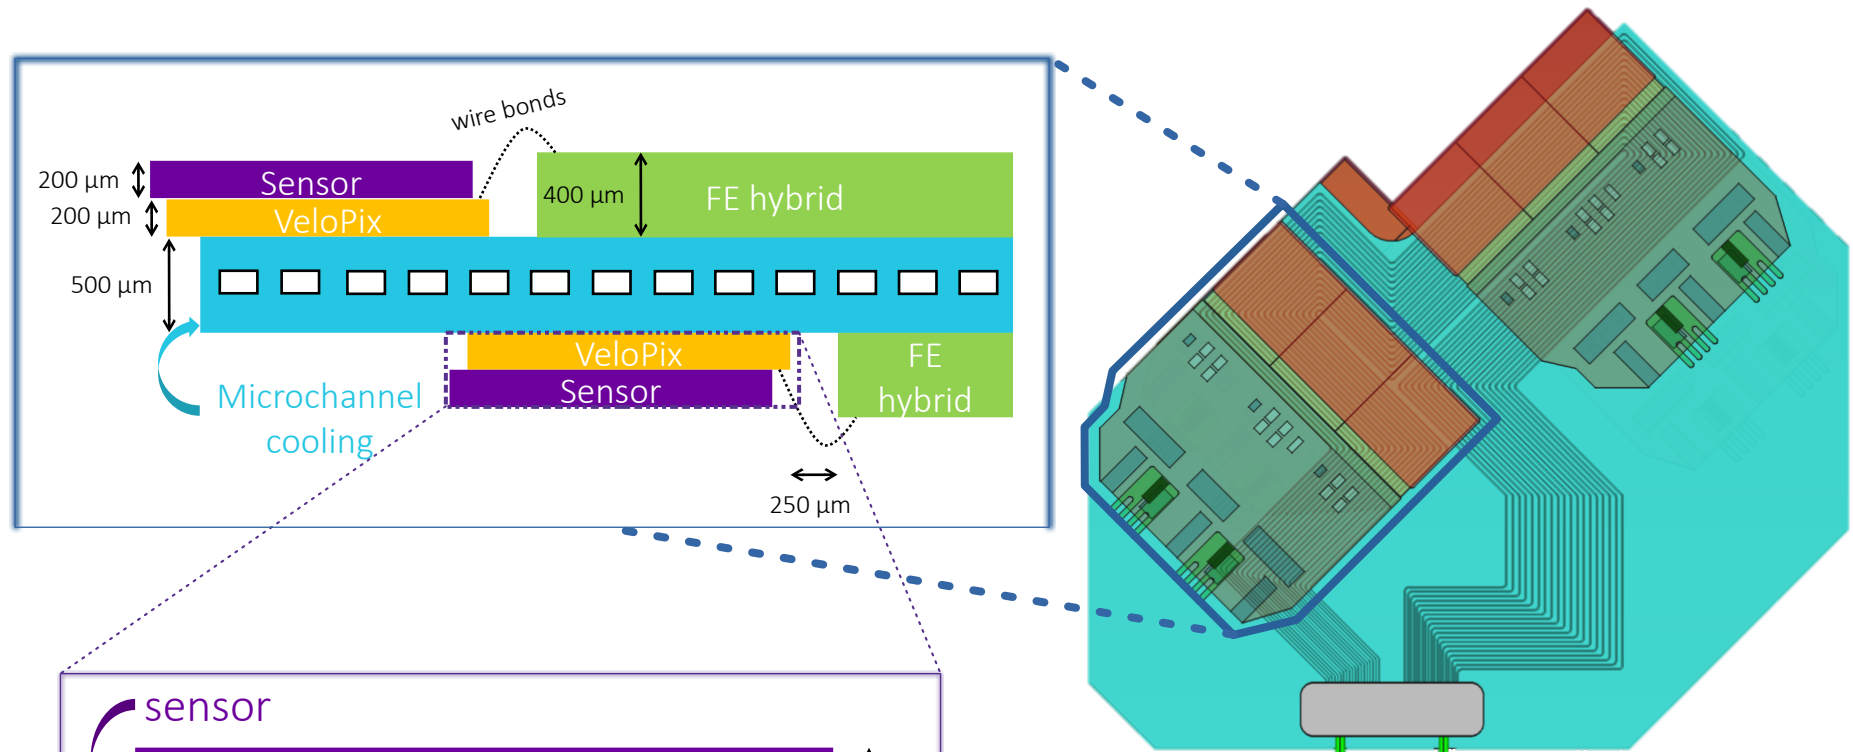 wire bonds
200 µm
Sensor
400 µm
FE hybrid
200 µm
VeloPix
500 µm
VeloPix
FE
hybrid
Sensor
Microchannel
cooling
250 µm
sensor